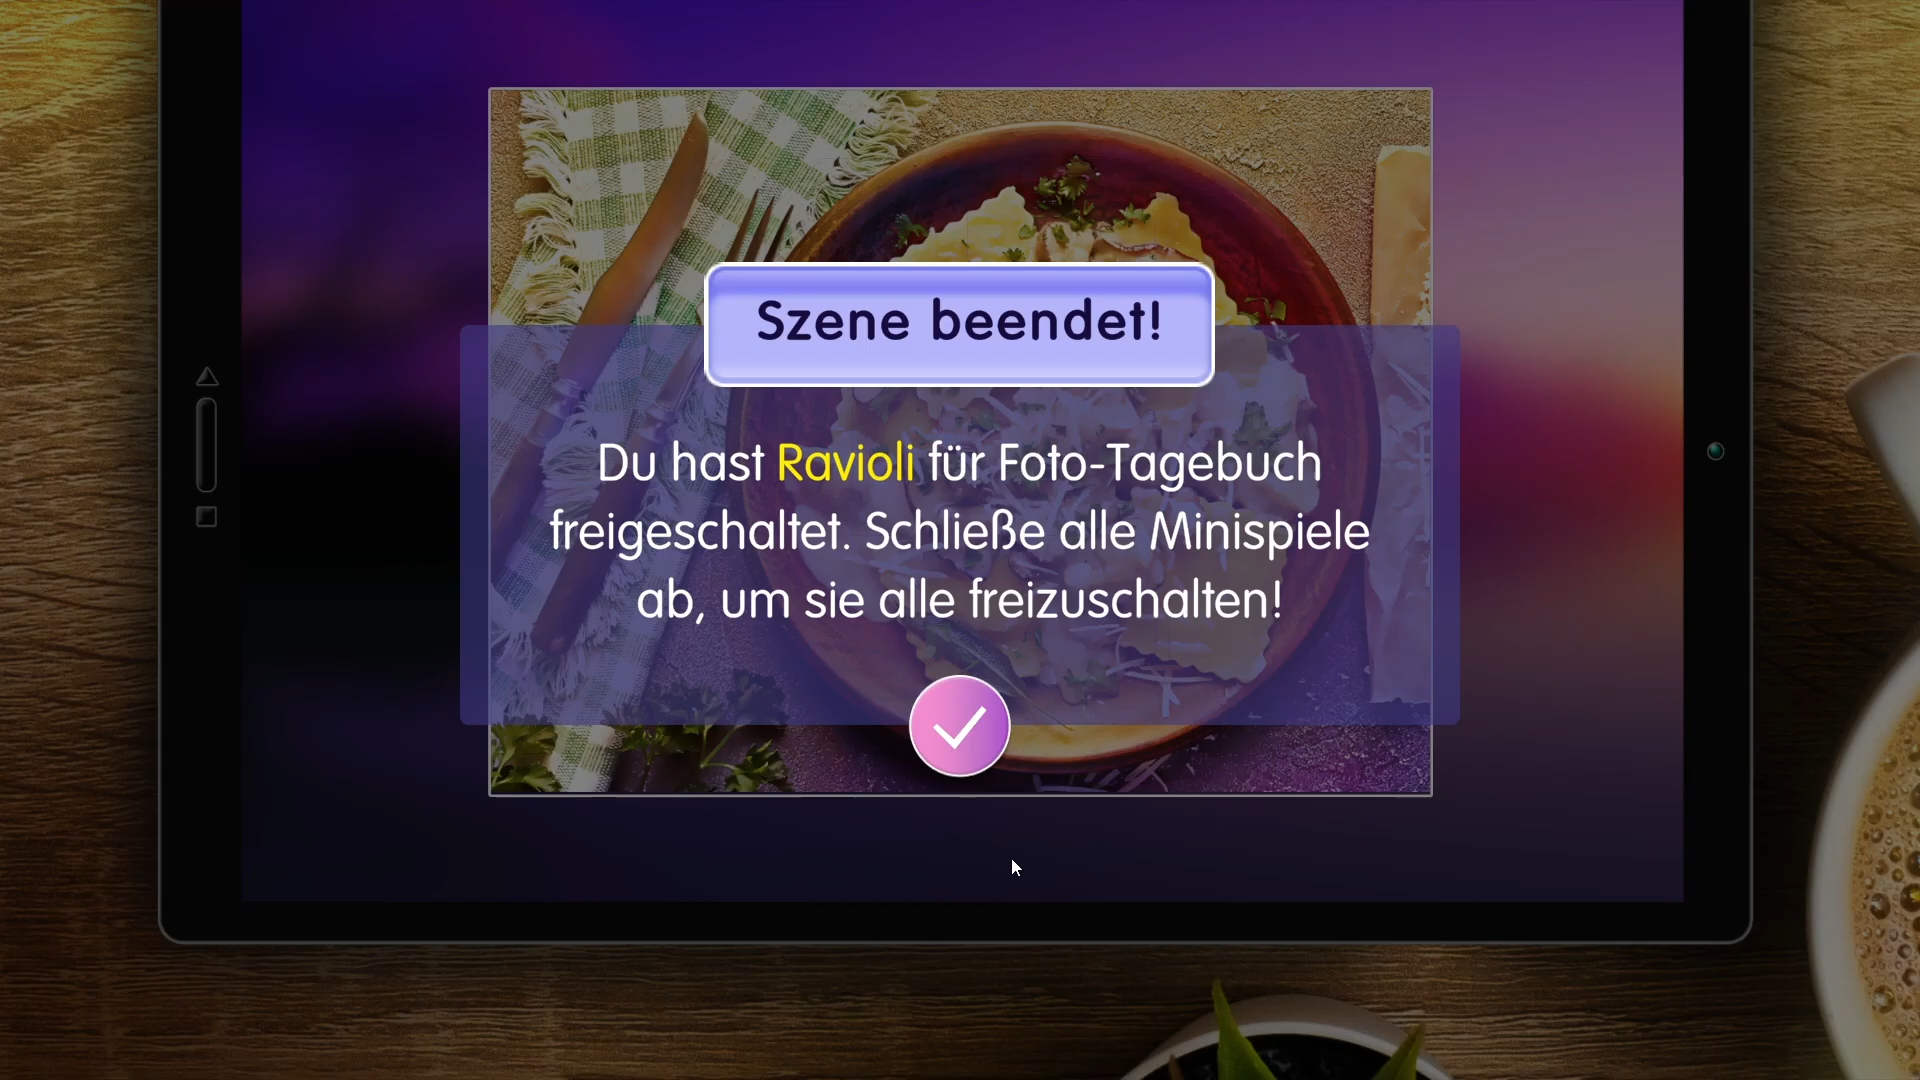 Szene beendet!
Du hast Ravioli für Foto-Tagebuch
freigeschaltet. Schließe alle Minispiele
ab, um sie alle freizuschalten!